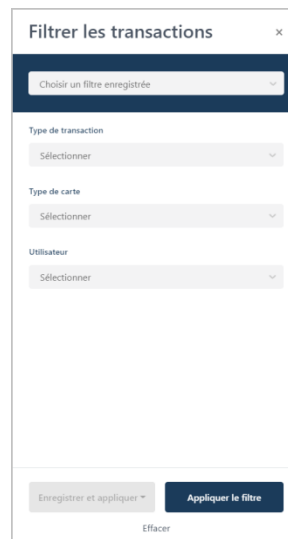 Filtrer les transactions ×
Choisir un filtre enregistrée
Type de transaction
Sélectionner
Type de carte
Sélectionner
Utilisateur
Sélectionner
Enregistrer et appliquer
Appliquer le filtre
Effacer